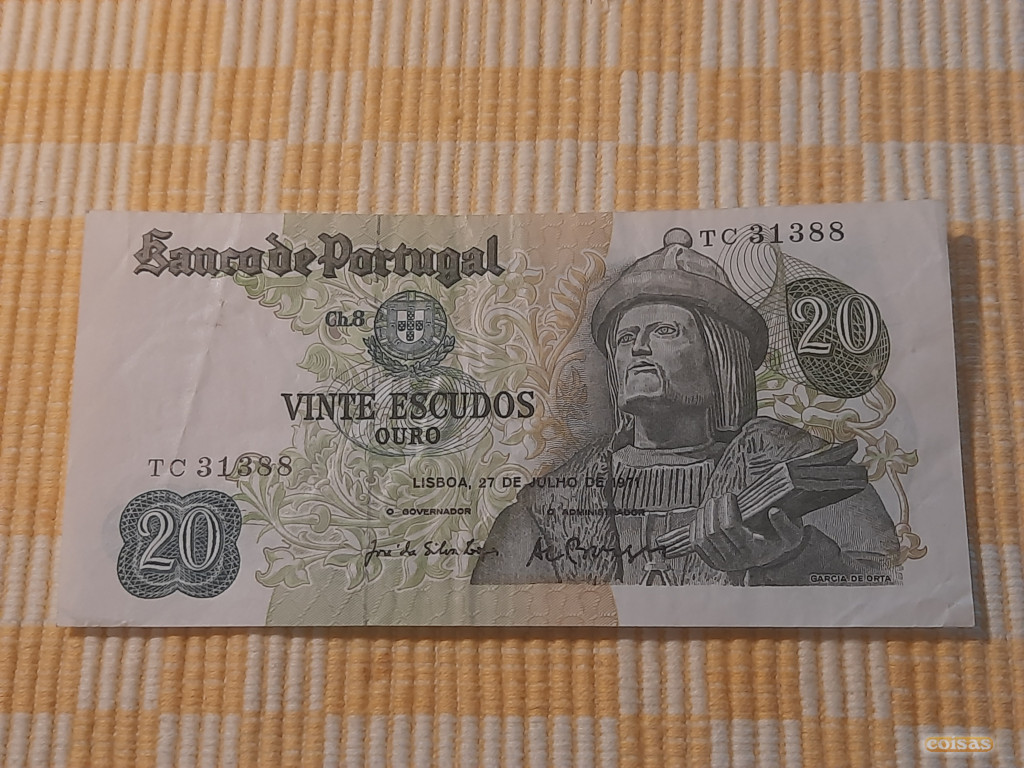 Banco de Portugal
TC 31388
20
Ch.8
VINTE ESCUDOS
OURO
TC 31388
LISBOA, 27 DE JULHO DE 1971
O GOVERNADOR
O ADMINISTRADOR
20
GARCIA DE ORTA
coisas